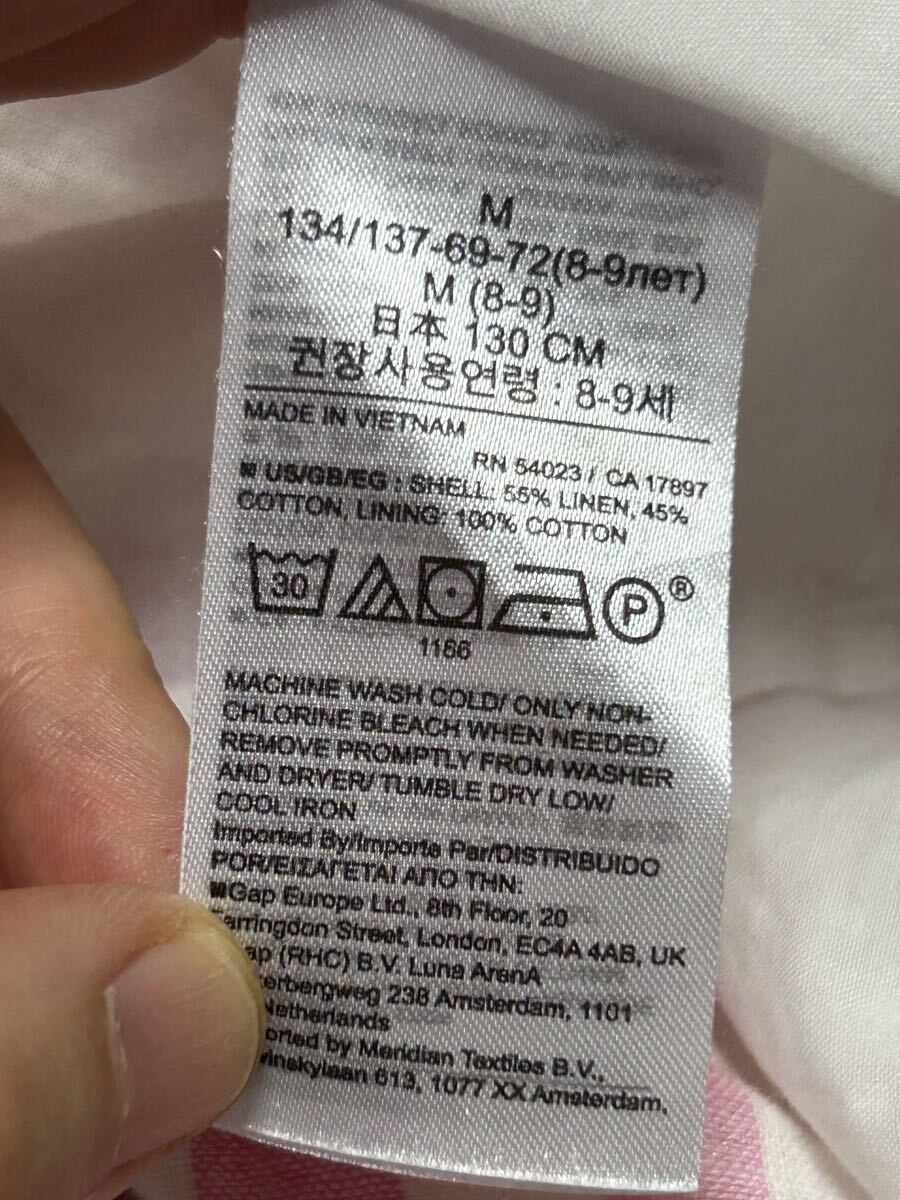 M
134/137-69-72(8-9лет)
M (8-9)
日本 130 CM
권장사용연령 : 8-9세
MADE IN VIETNAM
RN 54023 / CA 17897
US/GB/EG : SHELL. 55% LINEN, 45%
COTTON, LINING: 100% COTTON
30
P
®
1166
MACHINE WASH COLD/ ONLY NON-
CHLORINE BLEACH WHEN NEEDED/
REMOVE PROMPTLY FROM WASHER
AND DRYER/ TUMBLE DRY LOW/
COOL IRON
Imported By/Importe Par/DISTRIBUIDO
POR/ΕΙΣΑΓΕΤΑΙ ΑΠΟ ΤΗΝ:
Gap Europe Ltd., 8th Floor, 20
arringdon Street, London, EC4A 4AB, UK
ap (RHC) B.V. Luna ArenA
erbergweg 238 Amsterdam, 1101
Netherlands
orted by Meridian Textiles B.V.,
vinskylaan 613, 1077 XX Amsterdam,